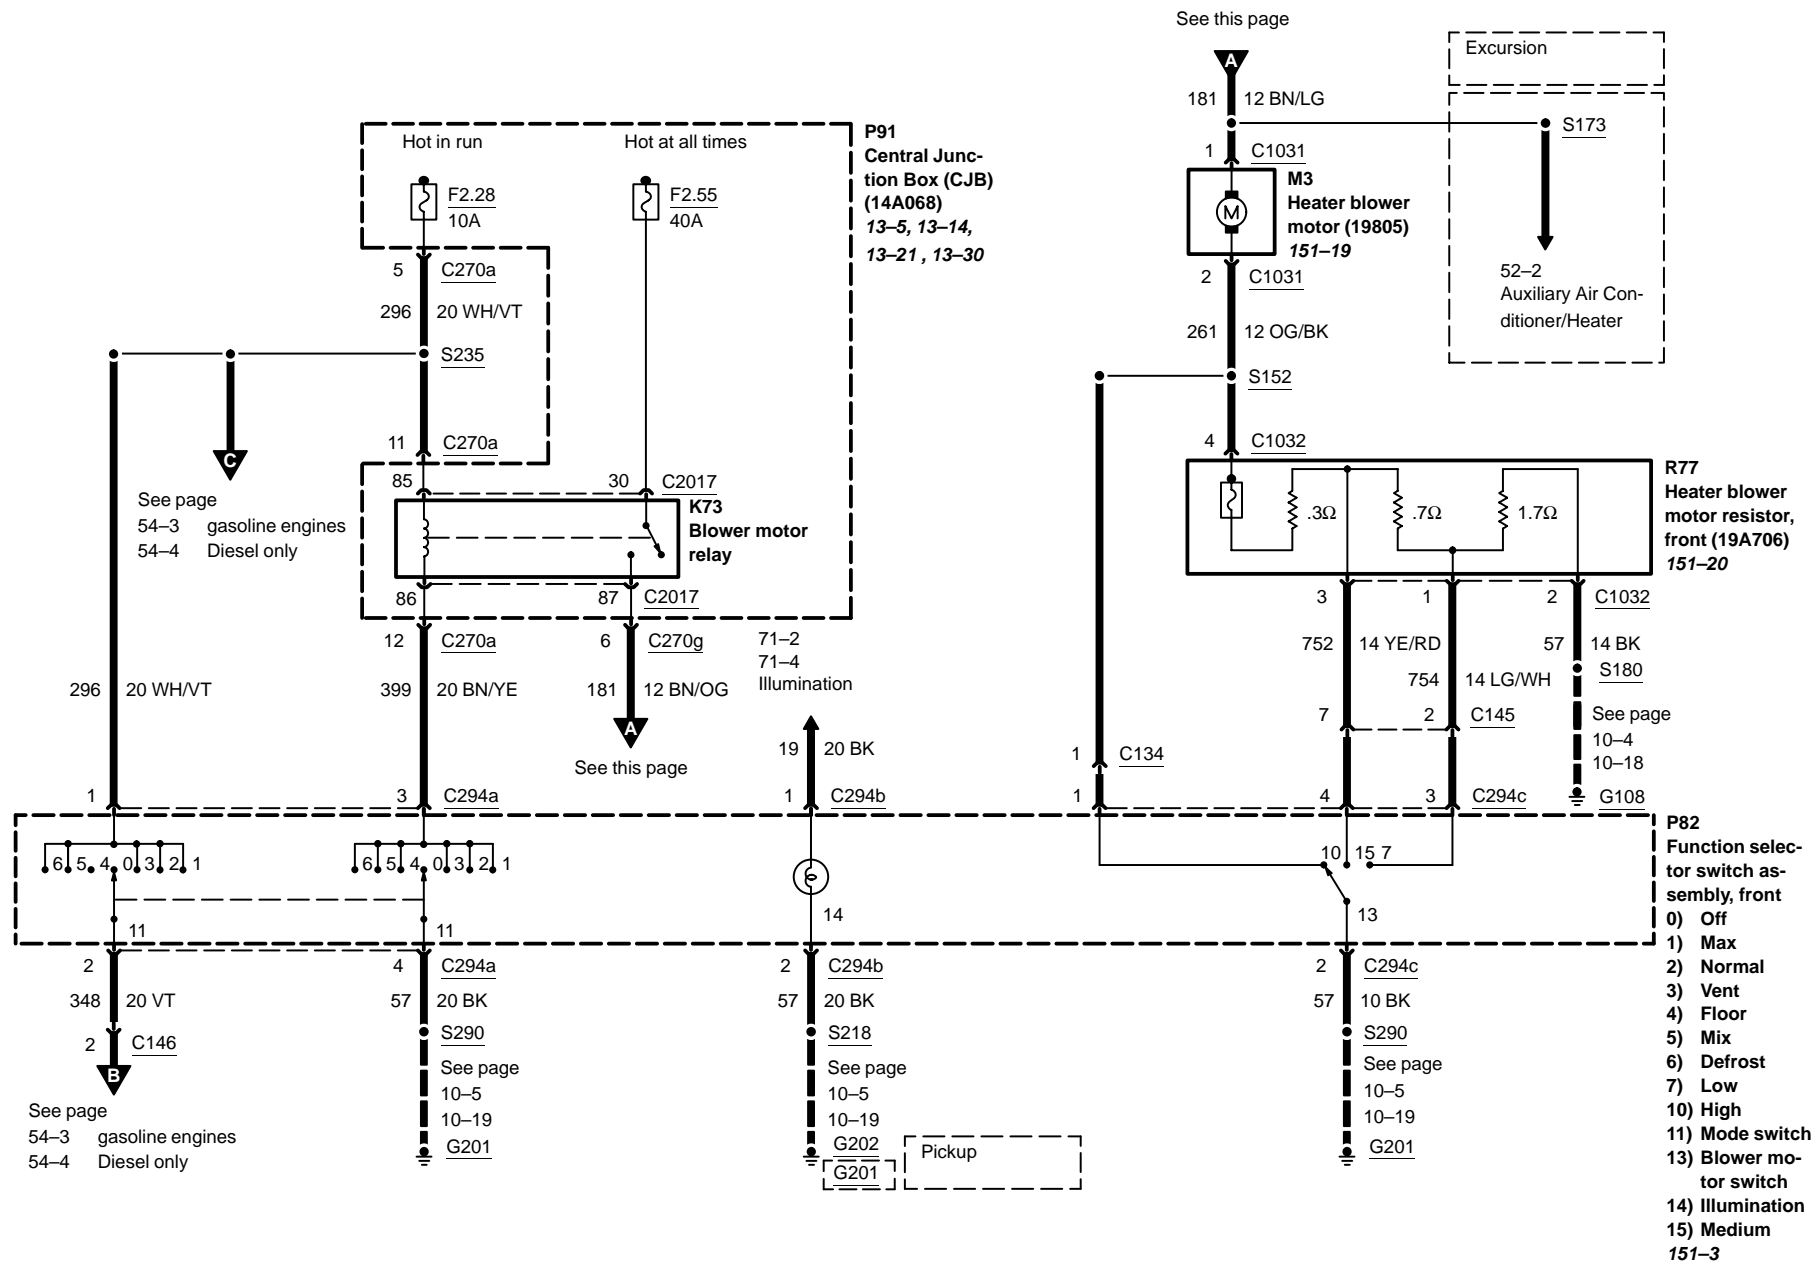 See this page
A
181 12 BN/LG
Excursion
S173
52–2
Auxiliary Air Con-
ditioner/Heater
1 C1031
M
M3
Heater blower
motor (19805)
151–19
2 C1031
261 12 OG/BK
S152
4 C1032
.3Ω .7Ω 1.7Ω
R77
Heater blower
motor resistor,
front (19A706)
151–20
3 1 2 C1032
752 14 YE/RD
57 14 BK
754 14 LG/WH
S180
7 2 C145
See page
10–4
10–18
G108
1 C134
1 4 3 C294c
Hot in run
Hot at all times
F2.28
10A
F2.55
40A
P91
Central Junc-
tion Box (CJB)
(14A068)
13–5, 13–14,
13–21 , 13–30
5 C270a
296 20 WH/VT
S235
11 C270a
C
See page
54–3 gasoline engines
54–4 Diesel only
85 30 C2017
K73
Blower motor
relay
86 87 C2017
12 C270a
6 C270g
71–2
71–4
Illumination
296 20 WH/VT
399 20 BN/YE
181 12 BN/OG
A
See this page
19 20 BK
1 3 C294a
1 C294b
6 5 4 0 3 2 1
6 5 4 0 3 2 1
10 15 7
11 11 14 13
P82
Function selec-
tor switch as-
sembly, front
0) Off
1) Max
2) Normal
3) Vent
4) Floor
5) Mix
6) Defrost
7) Low
10) High
11) Mode switch
13) Blower mo-
tor switch
14) Illumination
15) Medium
151–3
2 4 C294a
348 20 VT
57 20 BK
2 C146
B
See page
54–3 gasoline engines
54–4 Diesel only
S290
See page
10–5
10–19
G201
2 C294b
57 20 BK
S218
See page
10–5
10–19
G202
G201
Pickup
2 C294c
57 10 BK
S290
See page
10–5
10–19
G201